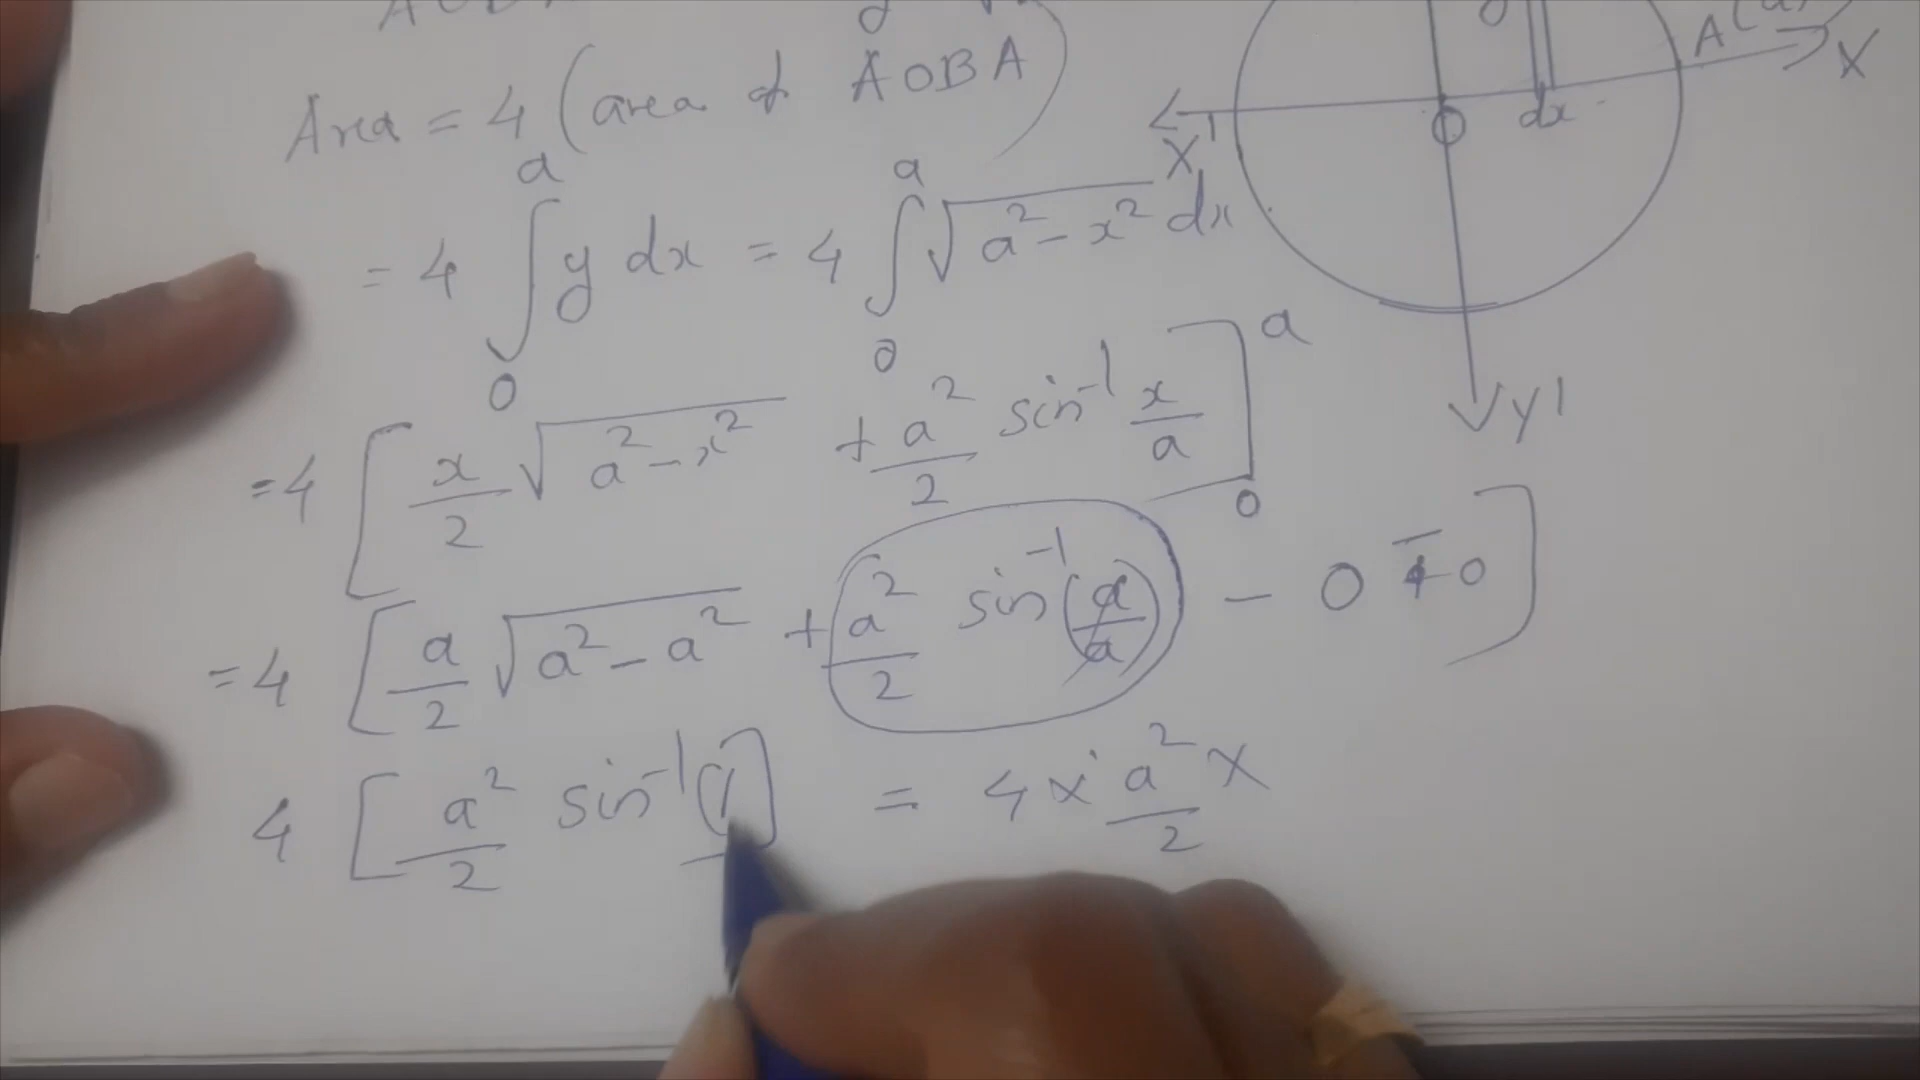 Area = 4 (area of AOBA)
= 4 ∫₀ᵃ y dx = 4 ∫₀ᵃ √(a² - x²) dx
= 4 [ x/2 √(a² - x²) + a²/2 sin⁻¹ x/a ]₀ᵃ
= 4 [ a/2 √(a² - a²) + a²/2 sin⁻¹(a/a) - 0 - 0 ]
4 [ a²/2 sin⁻¹(1) ] = 4 × a²/2 ×
A(a,
X
X'
O
dx
Y'